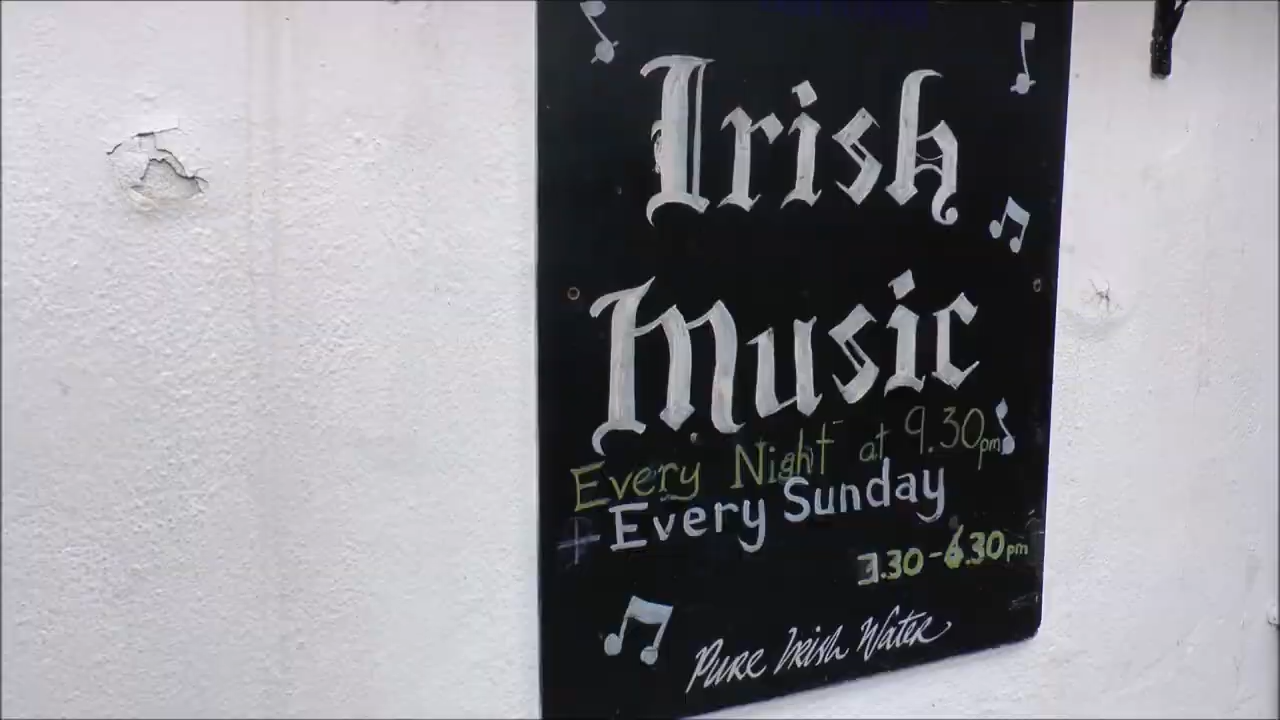 Irish
Music
Every Night at 9.30pm
+ Every Sunday
3.30-6.30pm
Pure Irish Water